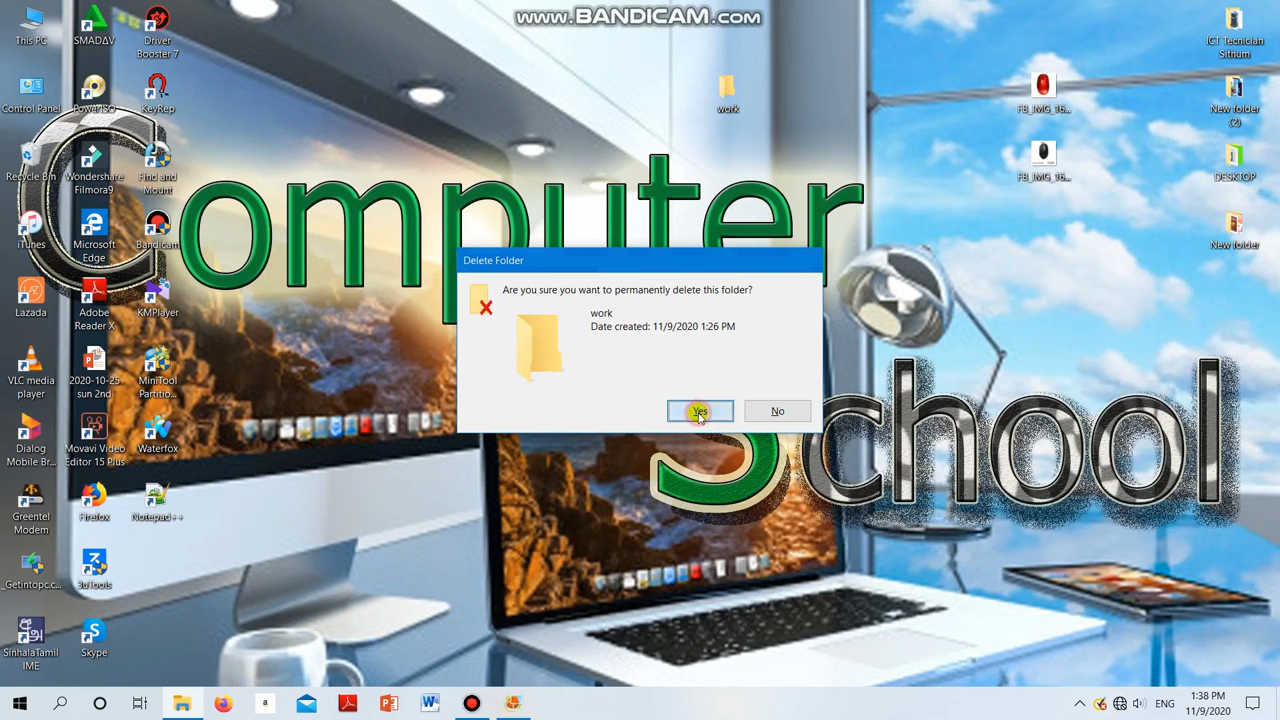 www.BANDICAM.com
This PC
SMADΔV
Driver
Booster 7
work
FB_IMG_16...
ICT Tecnician
Sithum
Control Panel
PowerISO
KeyRep
New folder
(2)
Recycle Bin
Wondershare
Filmora9
Find and
Mount
FB_IMG_16...
DESKTOP
iTunes
Microsoft
Edge
Bandicam
New folder
Computer
School
Lazada
Adobe
Reader X
KMPlayer
VLC media
player
2020-10-25
sun 2nd
MiniTool
Partitio...
Dialog
Mobile Br...
Movavi Video
Editor 15 Plus
Waterfox
Greentel
Modem
Firefox
Notepad++
_Getintopc.c...
3uTools
SinhalaTamil
IME
Skype
Delete Folder
Are you sure you want to permanently delete this folder?
work
Date created: 11/9/2020 1:26 PM
Yes
No
a
ENG
1:38 PM
11/9/2020